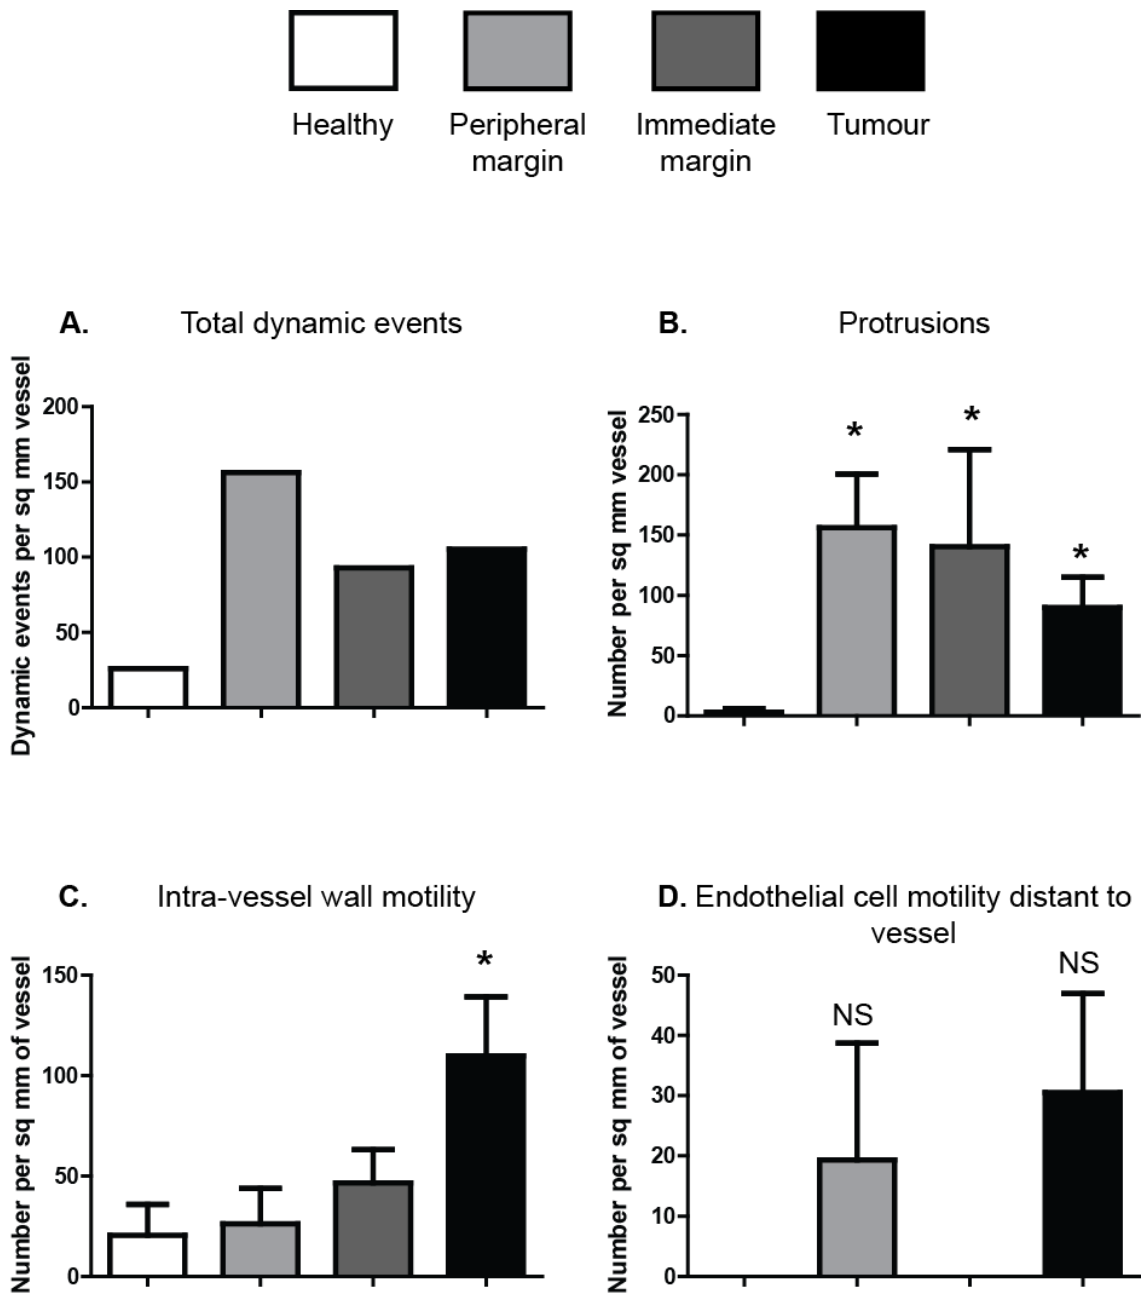 Healthy
Peripheral margin
Immediate margin
Tumour
A. Total dynamic events
Dynamic events per sq mm vessel
200
150
100
50
0
B. Protrusions
Number per sq mm vessel
250
200
150
100
50
0
*
*
*
C. Intra-vessel wall motility
Number per sq mm of vessel
150
100
50
0
*
D. Endothelial cell motility distant to
vessel
Number per sq mm of vessel
50
40
30
20
10
0
NS
NS